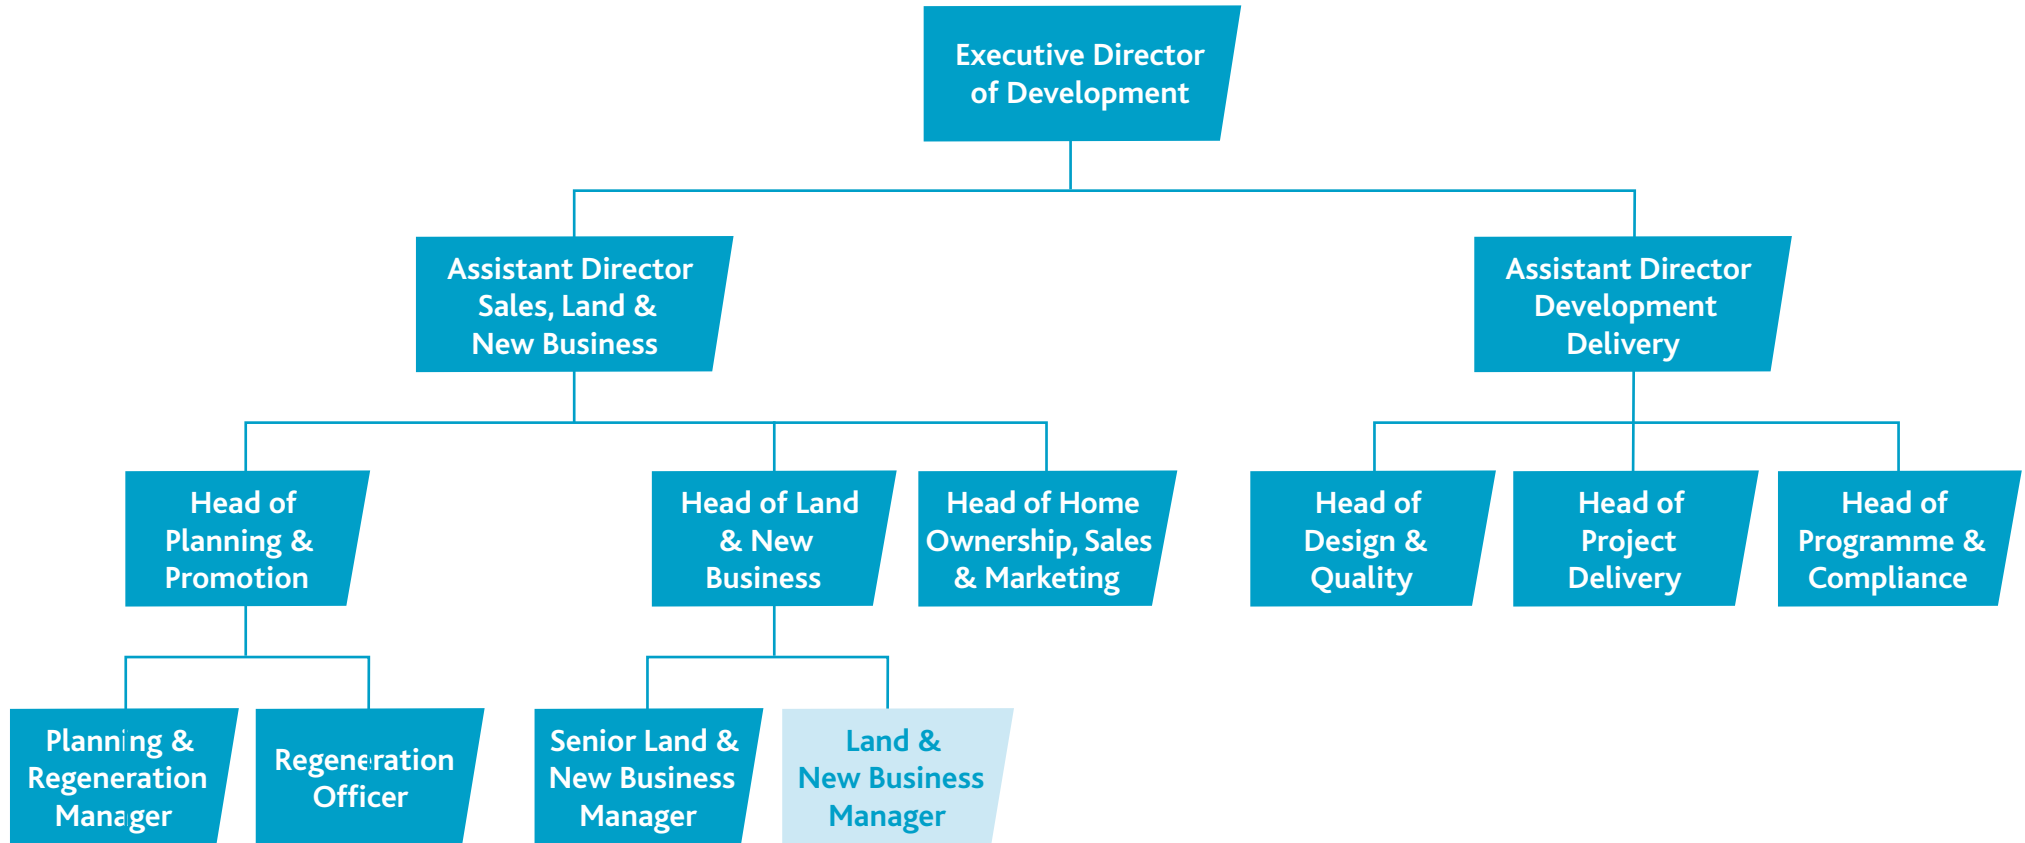 Executive Director
of Development
Assistant Director
Sales, Land &
New Business
Assistant Director
Development
Delivery
Head of
Planning &
Promotion
Head of Land
& New
Business
Head of Home
Ownership, Sales
& Marketing
Head of
Design &
Quality
Head of
Project
Delivery
Head of
Programme &
Compliance
Planning &
Regeneration
Manager
Regeneration
Officer
Senior Land &
New Business
Manager
Land &
New Business
Manager